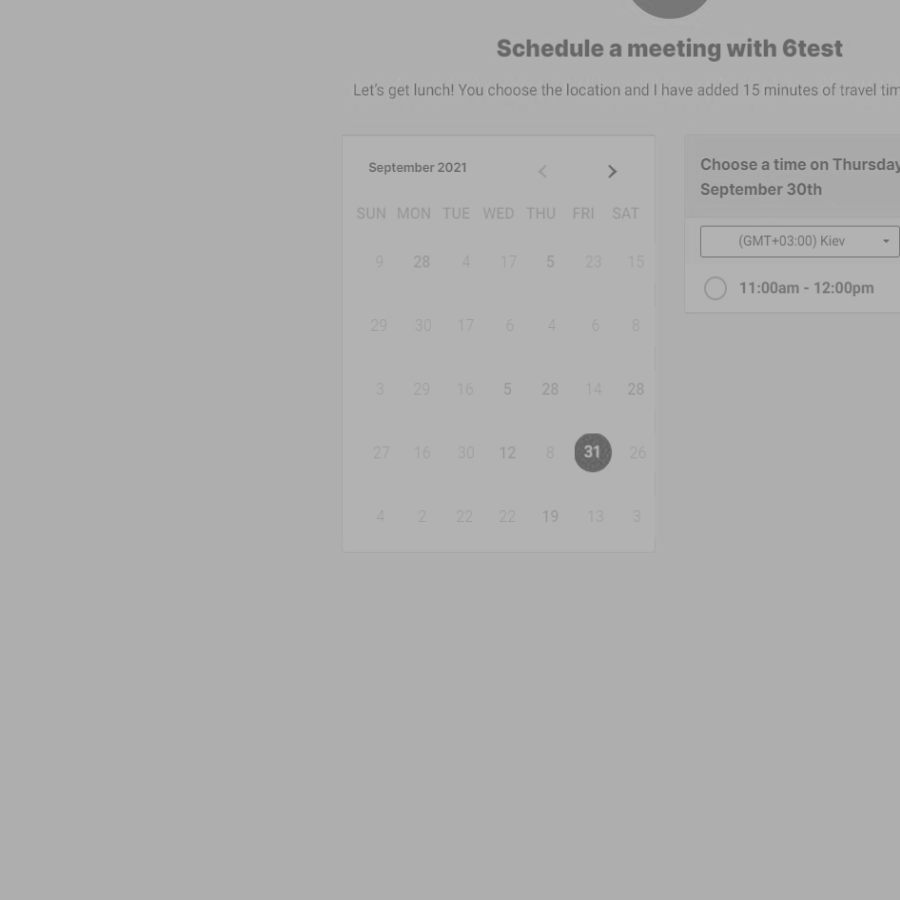 Schedule a meeting with 6test
Let's get lunch! You choose the location and I have added 15 minutes of travel
September 2021
SUN MON TUE WED THU FRI SAT
9 28 4 17 5 23 15
29 30 17 6 4 6 8
3 29 16 5 28 14 28
27 16 30 12 8 31 26
4 2 22 22 19 13 3
Choose a time on Thursday
September 30th
(GMT+03:00) Kiev
11:00am - 12:00pm